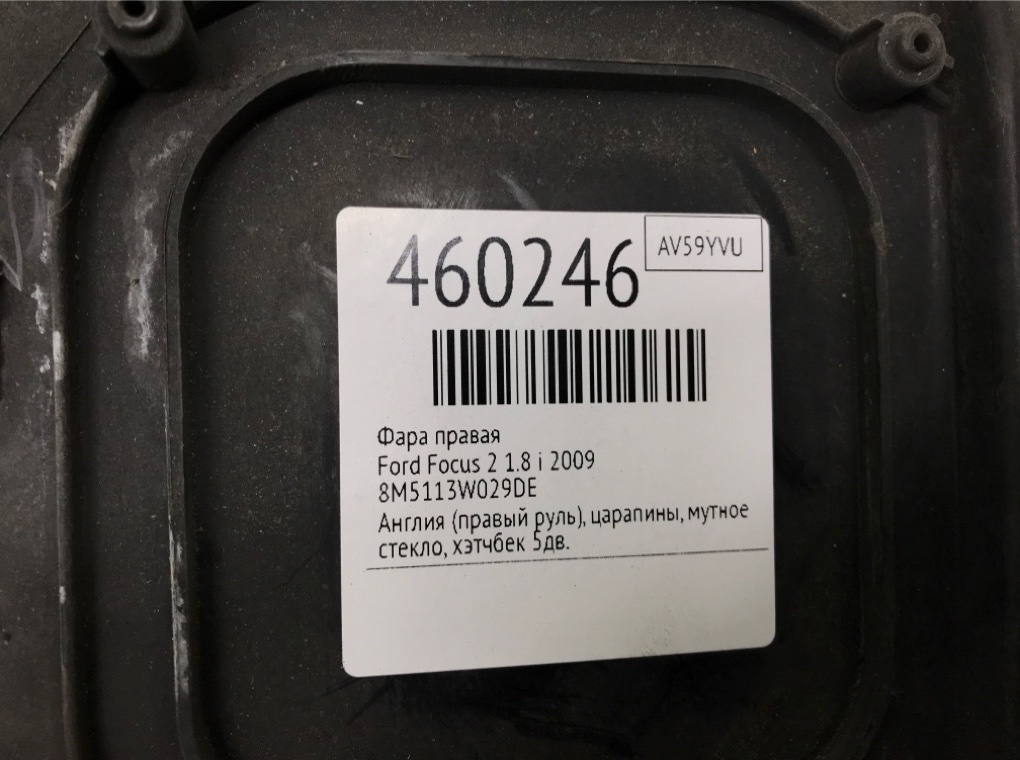 460246
AV59YVU
Фара правая
Ford Focus 2 1.8 i 2009
8M5113W029DE
Англия (правый руль), царапины, мутное
стекло, хэтчбек 5дв.